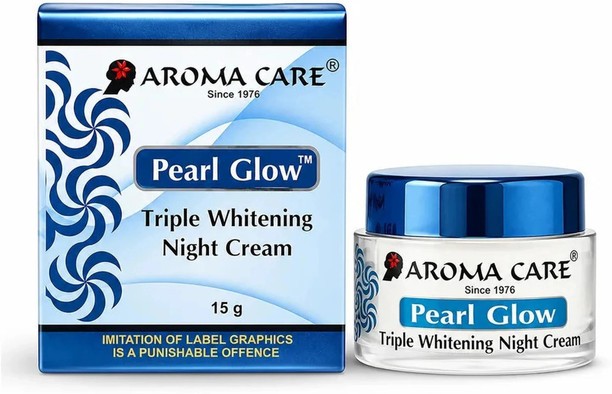 AROMA CARE®
Since 1976
Pearl Glow™
Triple Whitening
Night Cream
15 g
IMITATION OF LABEL GRAPHICS
IS A PUNISHABLE OFFENCE
AROMA CARE®
Since 1976
Pearl Glow
Triple Whitening Night Cream